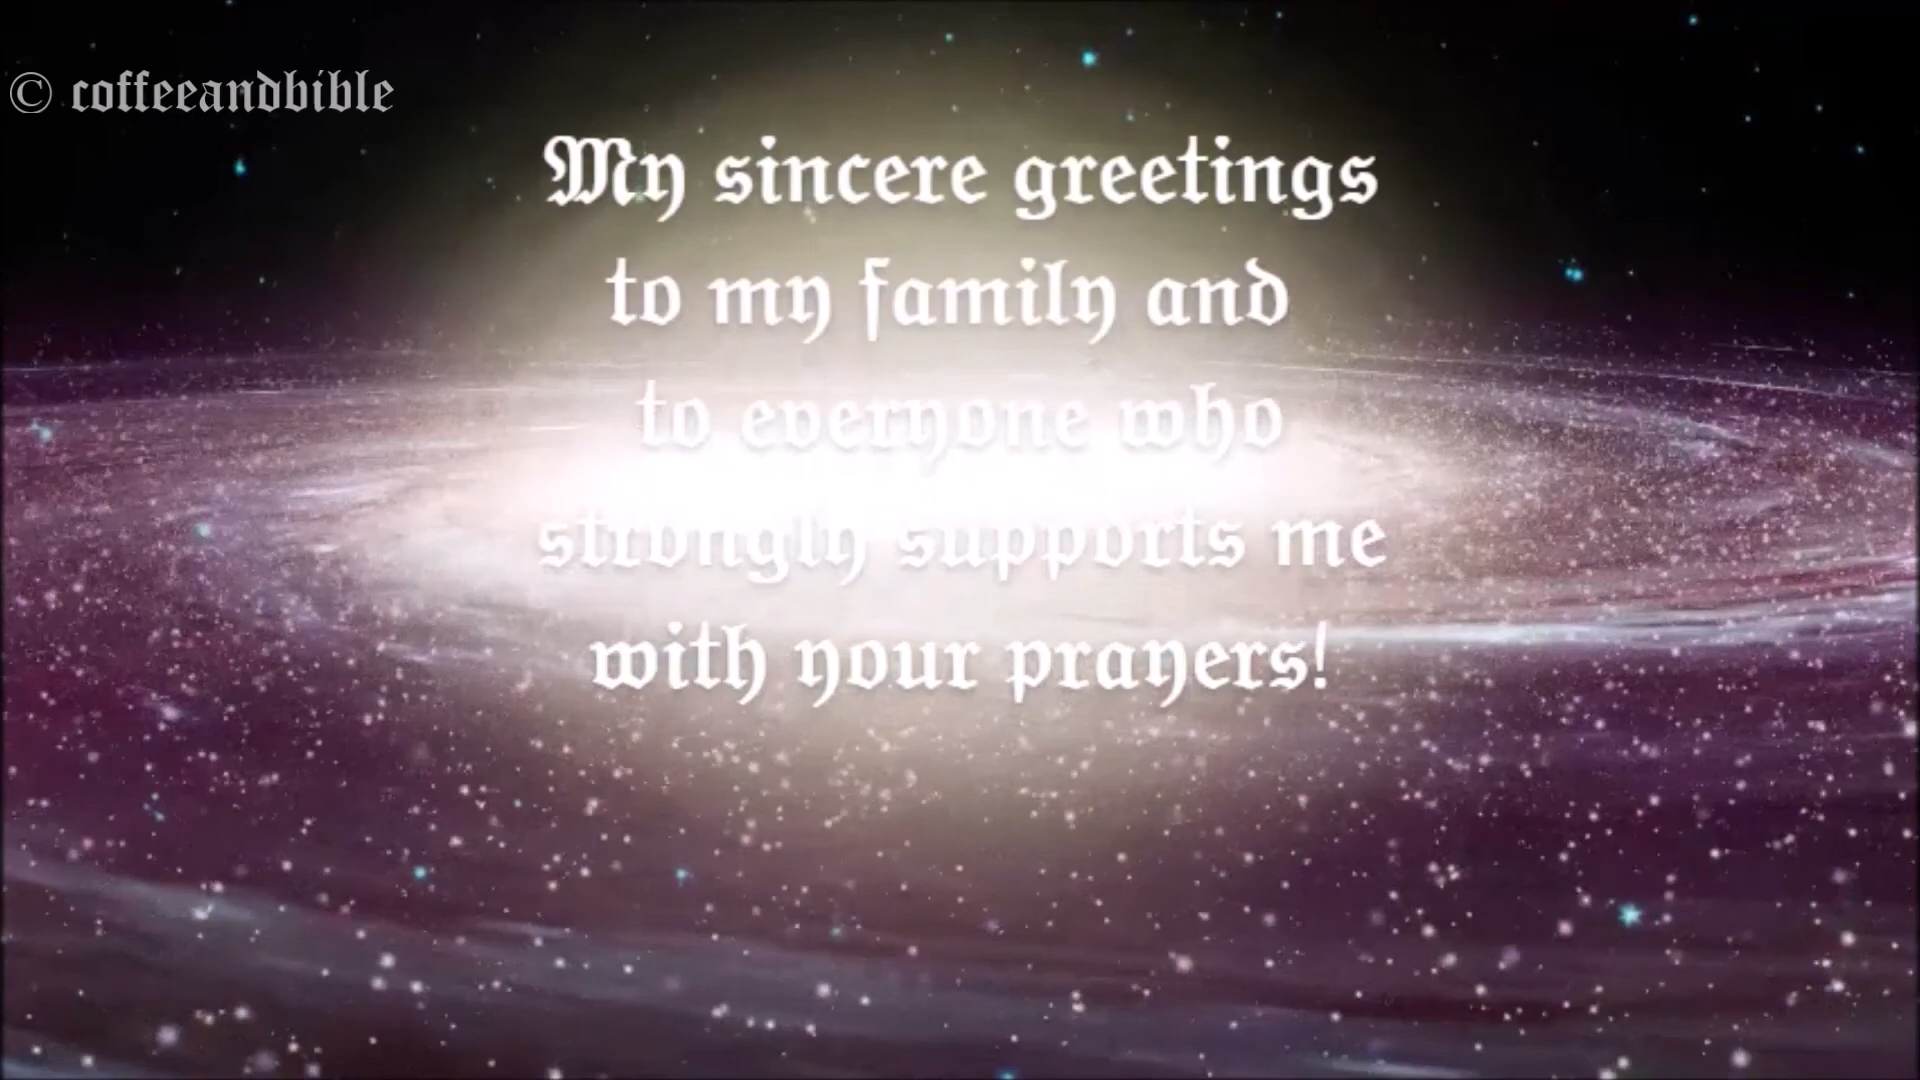 © coffeeandbible
My sincere greetings
to my family and
to everyone who
strongly supports me
with your prayers!